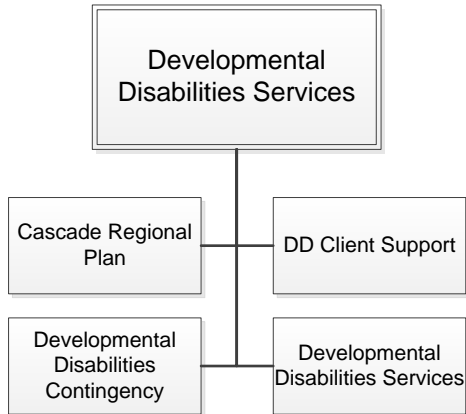 Developmental
Disabilities Services
Cascade Regional
Plan
DD Client Support
Developmental
Disabilities
Contingency
Developmental
Disabilities Services